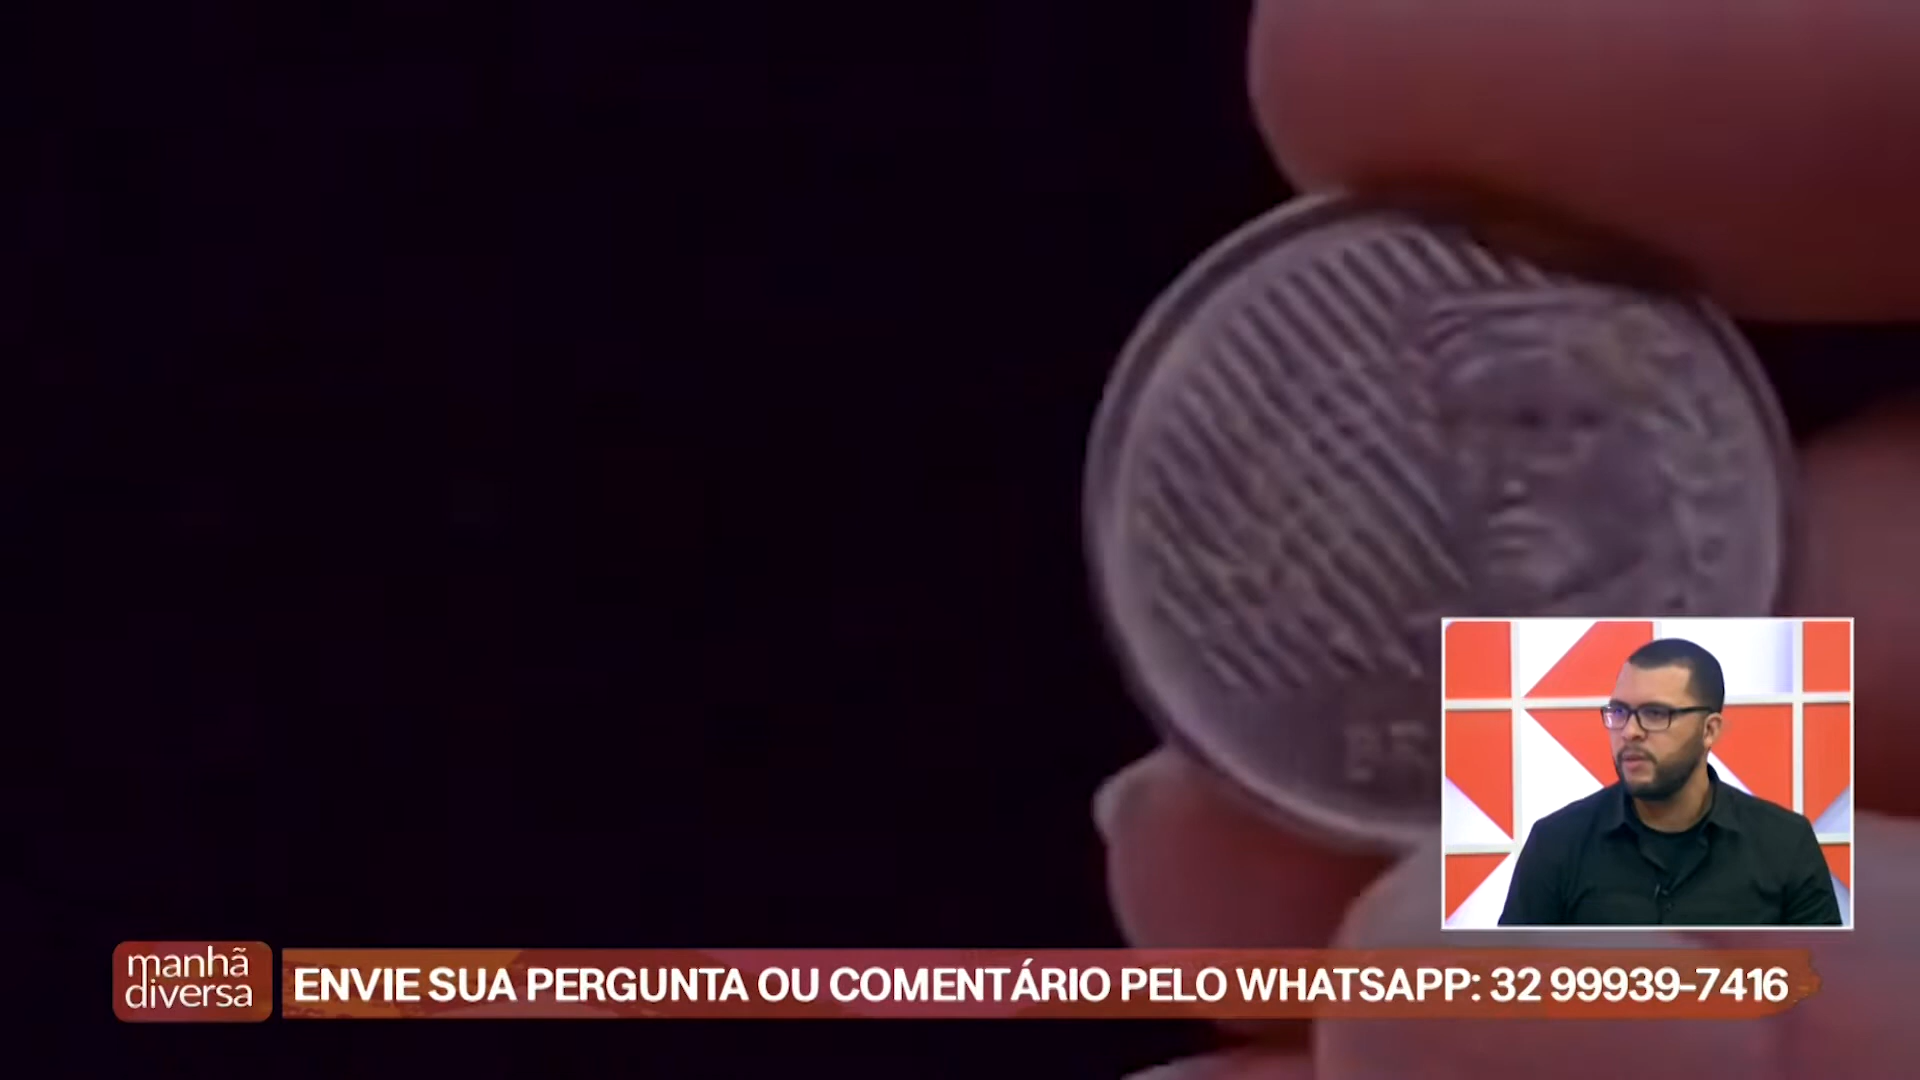 manhã
diversa
ENVIE SUA PERGUNTA OU COMENTÁRIO PELO WHATSAPP: 32 99939-7416